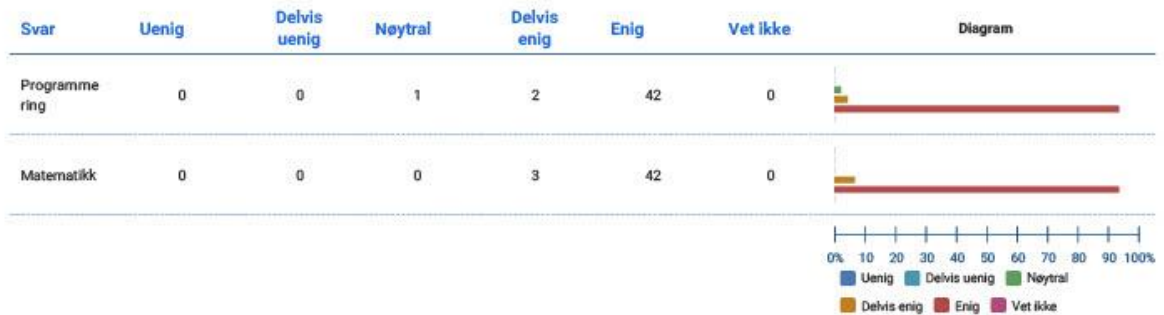 Svar Uenig Delvis uenig Nøytral Delvis enig Enig Vet ikke Diagram
Programme
ring 0 0 1 2 42 0
Matematikk 0 0 0 3 42 0
0% 10 20 30 40 50 60 70 80 90 100%
Uenig Delvis uenig Nøytral
Delvis enig Enig Vet ikke